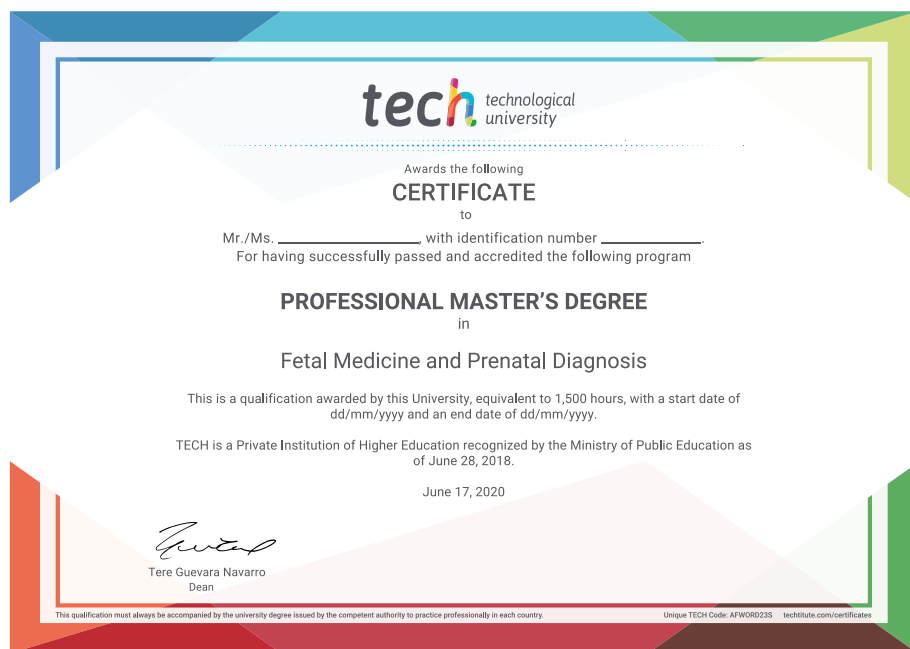 tech technological
university
Awards the following
CERTIFICATE
to
Mr./Ms. ____________________, with identification number ______________.
For having successfully passed and accredited the following program
PROFESSIONAL MASTER'S DEGREE
in
Fetal Medicine and Prenatal Diagnosis
This is a qualification awarded by this University, equivalent to 1,500 hours, with a start date of
dd/mm/yyyy and an end date of dd/mm/yyyy.
TECH is a Private Institution of Higher Education recognized by the Ministry of Public Education as
of June 28, 2018.
June 17, 2020
Tere Guevara Navarro
Dean
This qualification must always be accompanied by the university degree issued by the competent authority to practice professionally in each country. Unique TECH Code: AFWORD23S techtitute.com/certificates